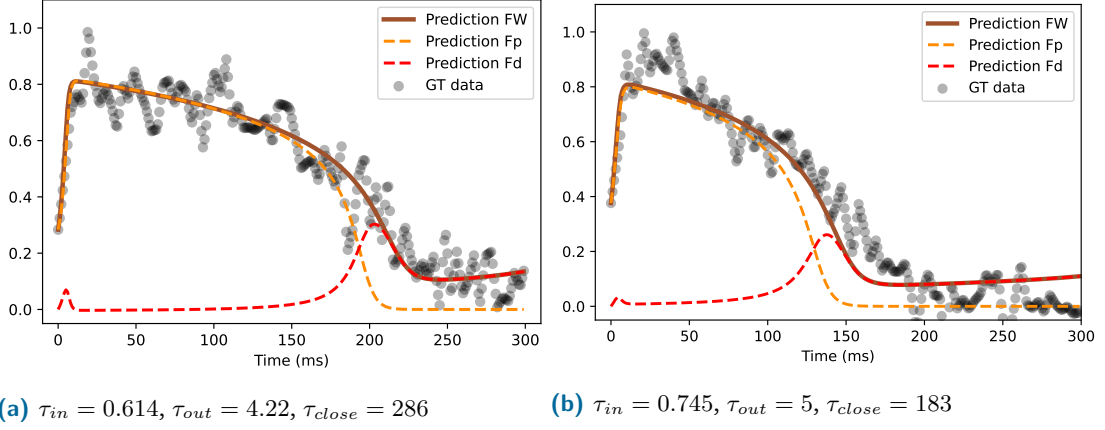 1.0
0.8
0.6
0.4
0.2
0.0
0 50 100 150 200 250 300
Time (ms)
Prediction FW
Prediction Fp
Prediction Fd
GT data
1.0
0.8
0.6
0.4
0.2
0.0
0 50 100 150 200 250 300
Time (ms)
Prediction FW
Prediction Fp
Prediction Fd
GT data
(a) τ_in = 0.614, τ_out = 4.22, τ_close = 286
(b) τ_in = 0.745, τ_out = 5, τ_close = 183